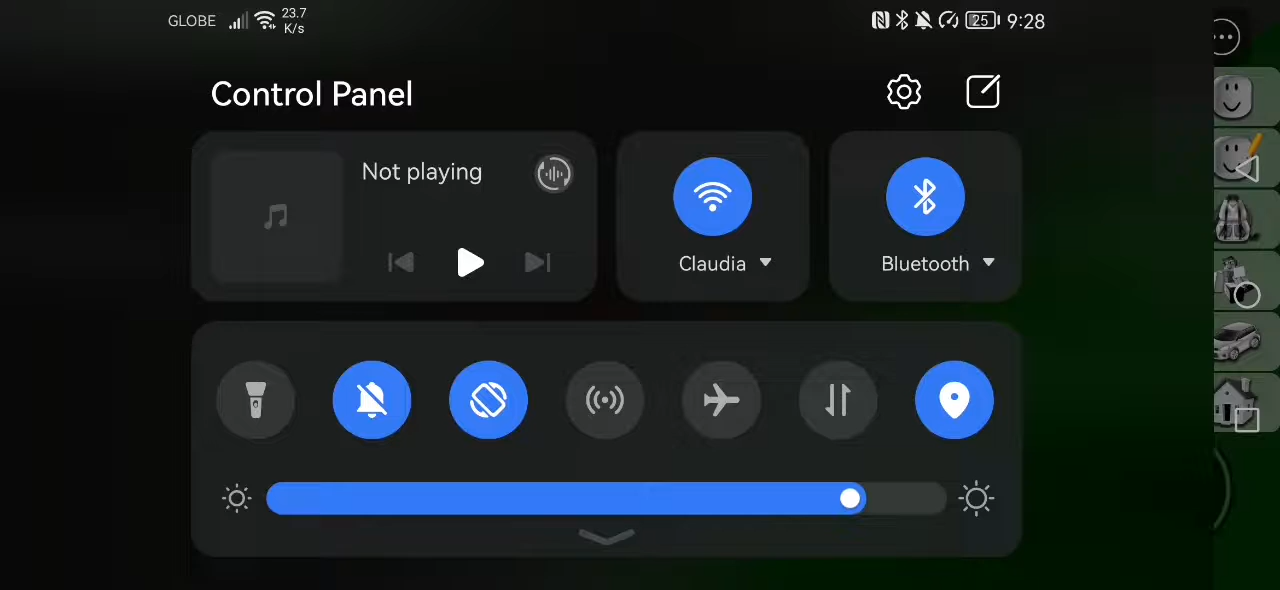 GLOBE
23.7
K/s
25
9:28
Control Panel
Not playing
Claudia
Bluetooth